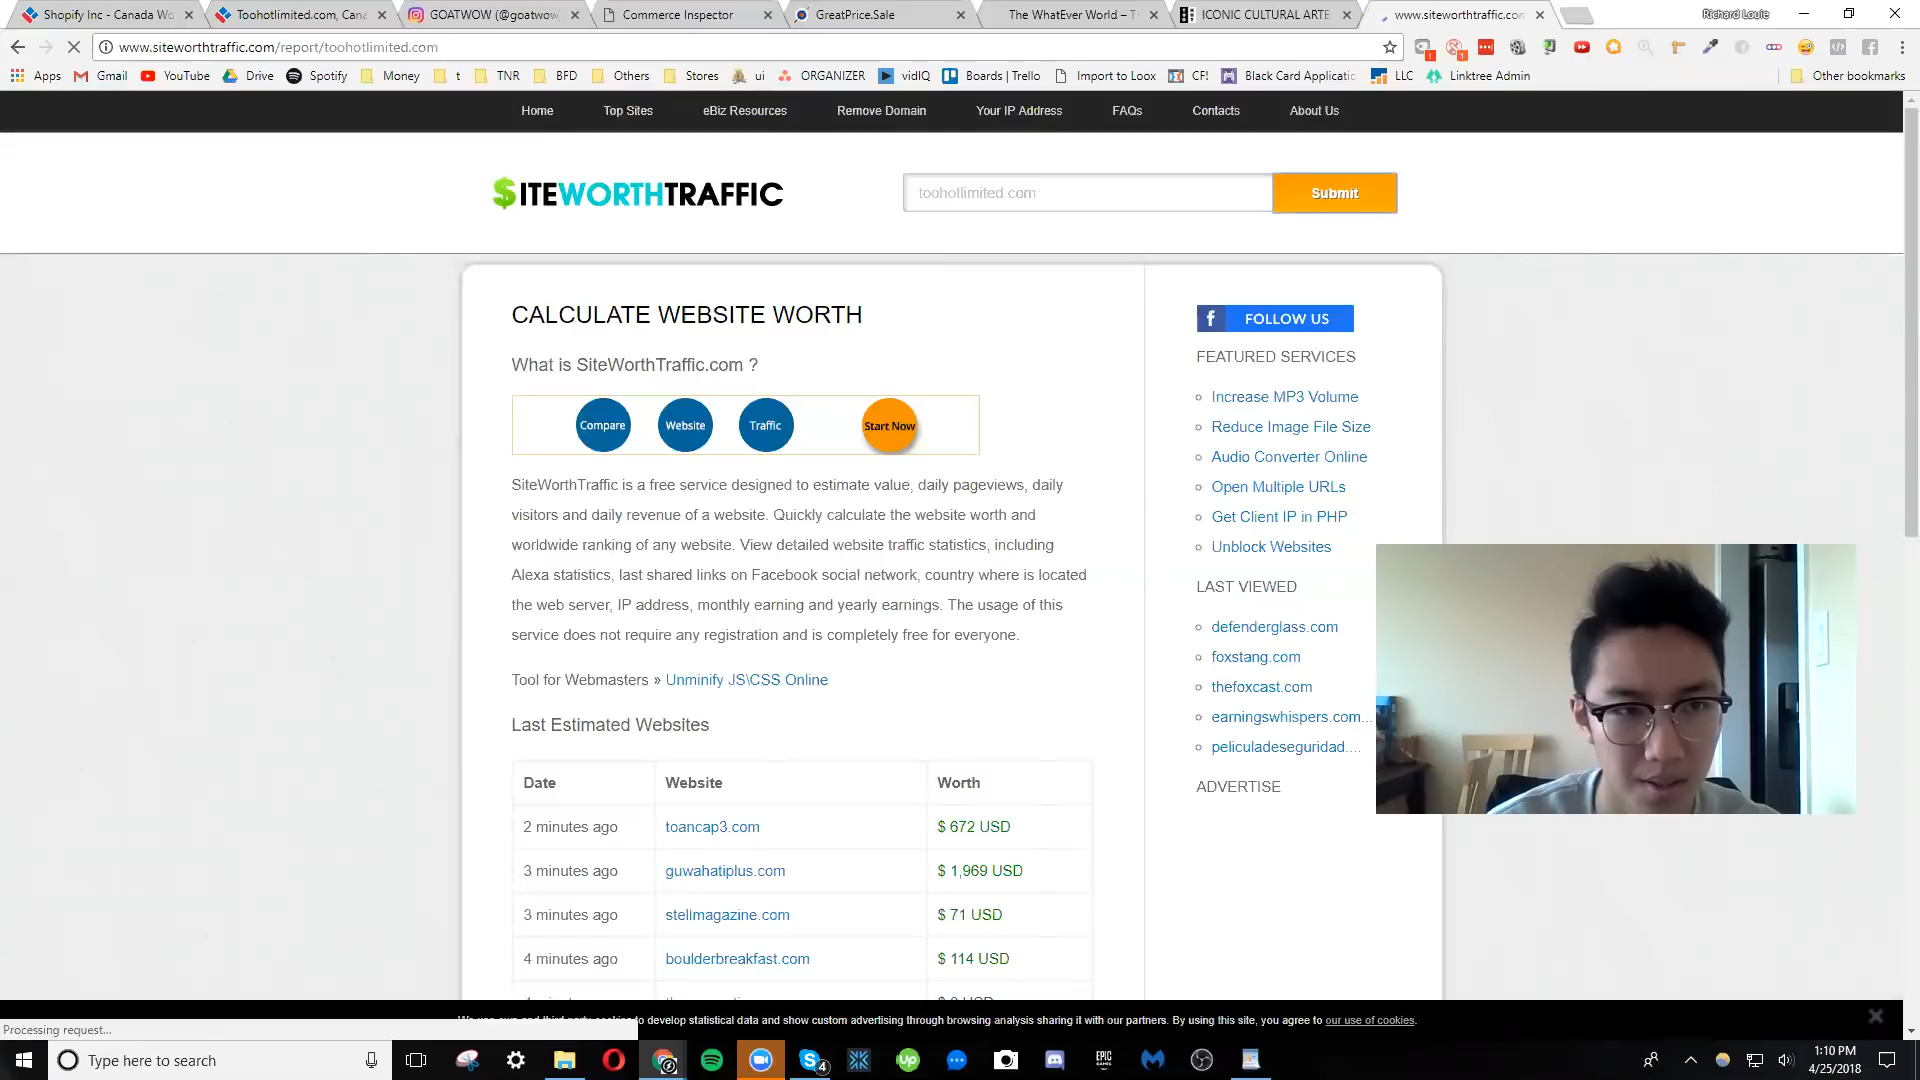 Shopify Inc - Canada Wo
Toohotlimited.com, Cana
GOATWOW (@goatwow
Commerce Inspector
GreatPrice.Sale
The WhatEver World – T
ICONIC CULTURAL ARTE
www.siteworthtraffic.con
Richard Louie
www.siteworthtraffic.com/report/toohotlimited.com
Apps
Gmail
YouTube
Drive
Spotify
Money
t
TNR
BFD
Others
Stores
ui
ORGANIZER
vidIQ
Boards | Trello
Import to Loox
CF!
Black Card Applicatic
LLC
Linktree Admin
Other bookmarks
Home
Top Sites
eBiz Resources
Remove Domain
Your IP Address
FAQs
Contacts
About Us
$ITEWORTHTRAFFIC
toohotlimited.com
Submit
CALCULATE WEBSITE WORTH
What is SiteWorthTraffic.com ?
Compare
Website
Traffic
Start Now
SiteWorthTraffic is a free service designed to estimate value, daily pageviews, daily
visitors and daily revenue of a website. Quickly calculate the website worth and
worldwide ranking of any website. View detailed website traffic statistics, including
Alexa statistics, last shared links on Facebook social network, country where is located
the web server, IP address, monthly earning and yearly earnings. The usage of this
service does not require any registration and is completely free for everyone.
Tool for Webmasters » Unminify JS\CSS Online
Last Estimated Websites
Date Website Worth
2 minutes ago toancap3.com $ 672 USD
3 minutes ago guwahatiplus.com $ 1,969 USD
3 minutes ago stellmagazine.com $ 71 USD
4 minutes ago boulderbreakfast.com $ 114 USD
FOLLOW US
FEATURED SERVICES
Increase MP3 Volume
Reduce Image File Size
Audio Converter Online
Open Multiple URLs
Get Client IP in PHP
Unblock Websites
LAST VIEWED
defenderglass.com
foxstang.com
thefoxcast.com
earningswhispers.com...
peliculadeseguridad....
ADVERTISE
to develop statistical data and show custom advertising through browsing analysis sharing it with our partners. By using this site, you agree to our use of cookies.
Processing request...
Type here to search
4
EPIC
GAMES
1:10 PM
4/25/2018